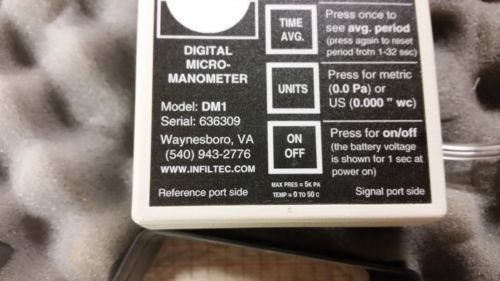 TIME
AVG.
Press once to
see avg. period
(press again to reset
period from 1-32 sec)
DIGITAL
MICRO-
MANOMETER
UNITS
Press for metric
(0.0 Pa) or
US (0.000 " wc)
Model: DM1
Serial: 636309
Waynesboro, VA
(540) 943-2776
WWW.INFILTEC.COM
ON
OFF
Press for on/off
(the battery voltage
is shown for 1 sec at
power on)
MAX PRES = 5K PA
TEMP = 0 TO 50 C
Reference port side
Signal port side